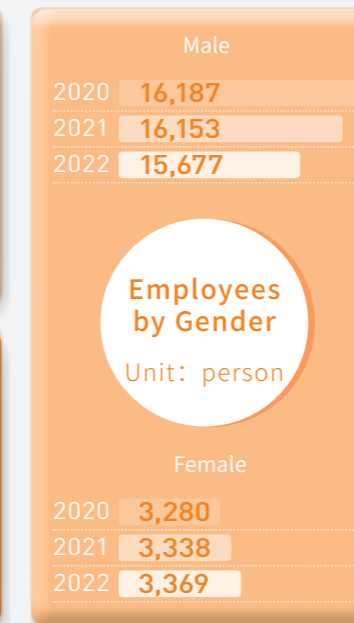 Male
2020 16,187
2021 16,153
2022 15,677
Employees
by Gender
Unit：person
Female
2020 3,280
2021 3,338
2022 3,369